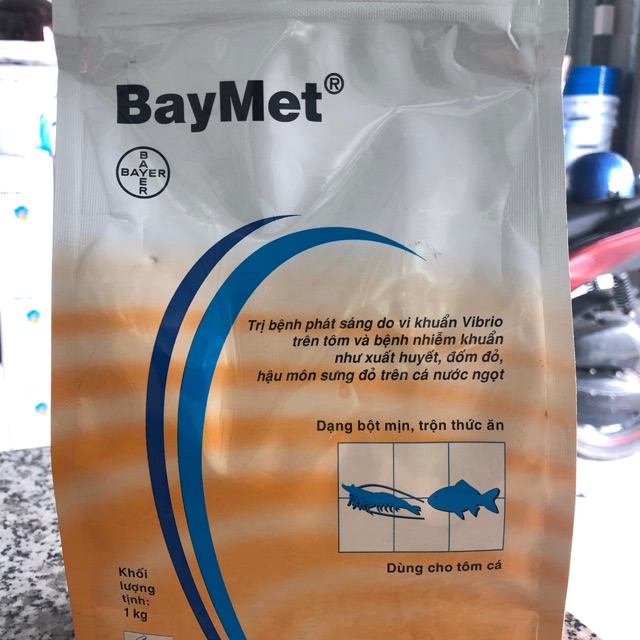 BayMet®
BAYER
BAYER
Trị bệnh phát sáng do vi khuẩn Vibrio
trên tôm và bệnh nhiễm khuẩn
như xuất huyết, đốm đỏ,
hậu môn sưng đỏ trên cá nước ngọt
Dạng bột mịn, trộn thức ăn
Dùng cho tôm cá
Khối
lượng
tịnh:
1 kg